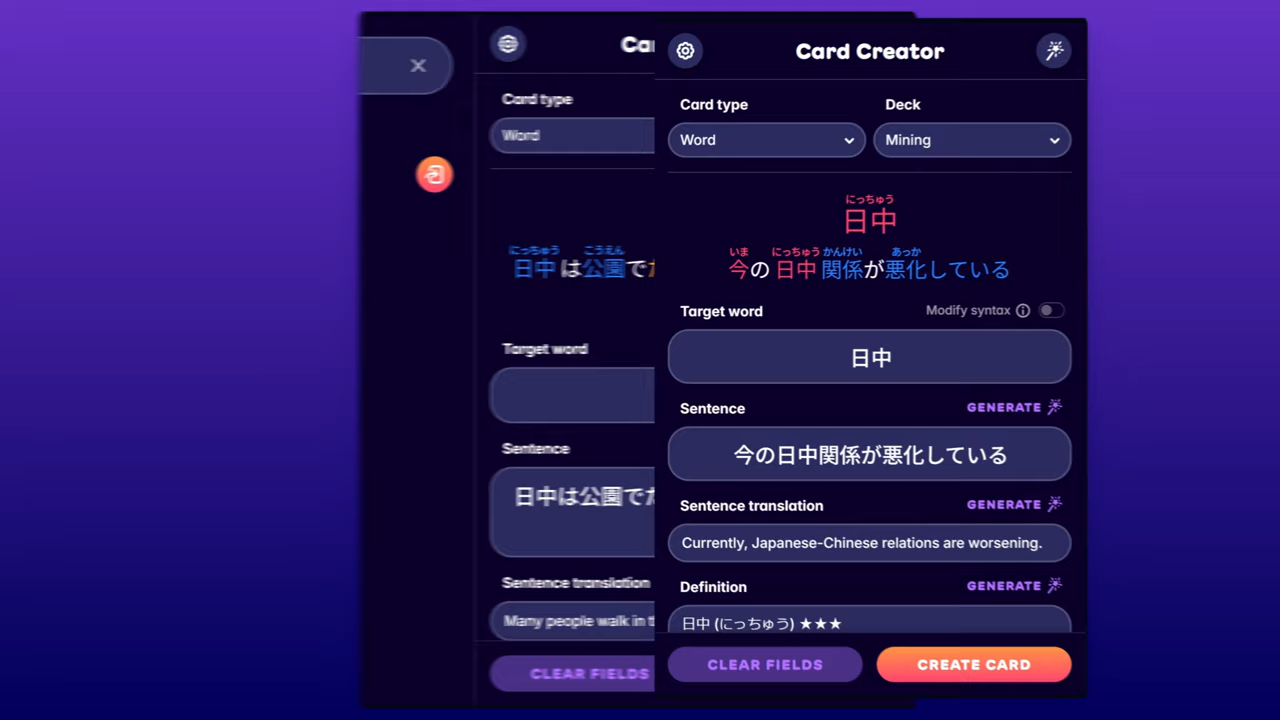 Card type
Word
にっちゅう こうえん
日中は公園で
Target word
Sentence
日中は公園で
Sentence translation
Many people walk in
CLEAR FIELDS
Card Creator
Card type Deck
Word Mining
にっちゅう
日中
いま にっちゅう かんけい あっか
今の日中関係が悪化している
Target word Modify syntax
日中
Sentence GENERATE
今の日中関係が悪化している
Sentence translation GENERATE
Currently, Japanese-Chinese relations are worsening.
Definition GENERATE
日中 (にっちゅう) ★★★
CLEAR FIELDS CREATE CARD